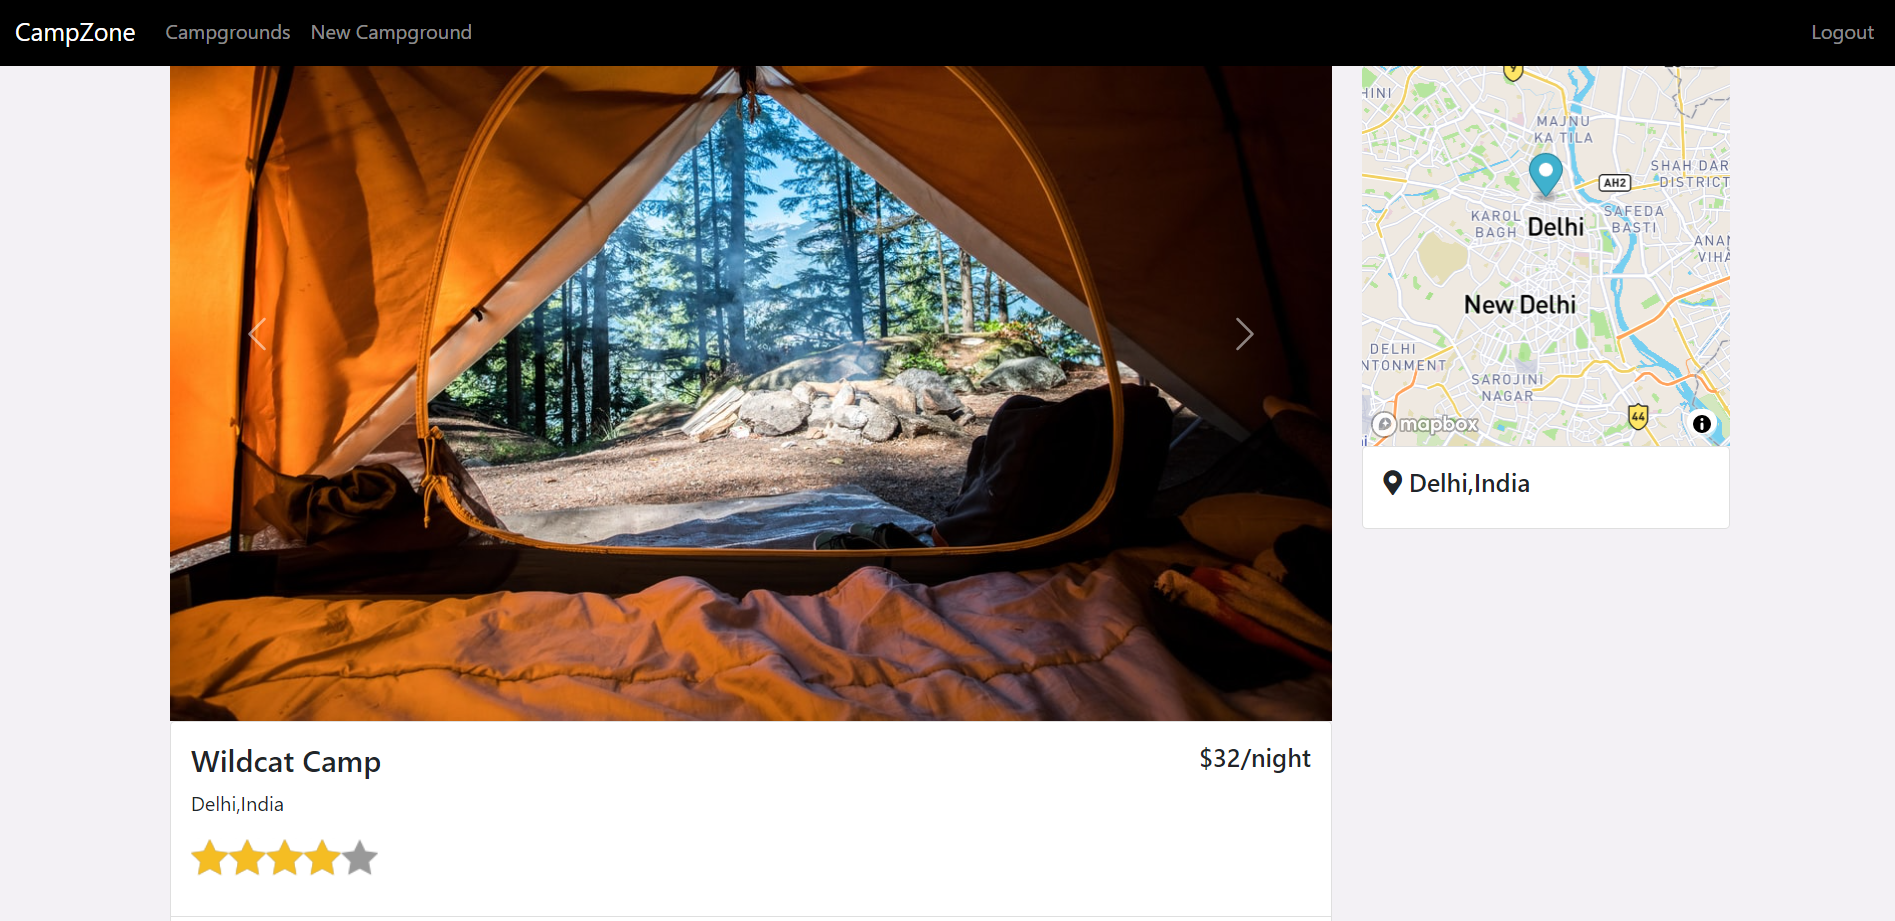 CampZone
Campgrounds
New Campground
Logout
9
HINI
MAJNU
KA TILA
SHAH DAR
DISTRICT
AH2
KAROL
BAGH
SAFEDA
BASTI
Delhi
ANAN
VIHA
New Delhi
DELHI
NTONMENT
SAROJINI
NAGAR
44
mapbox
Delhi,India
Wildcat Camp
$32/night
Delhi,India